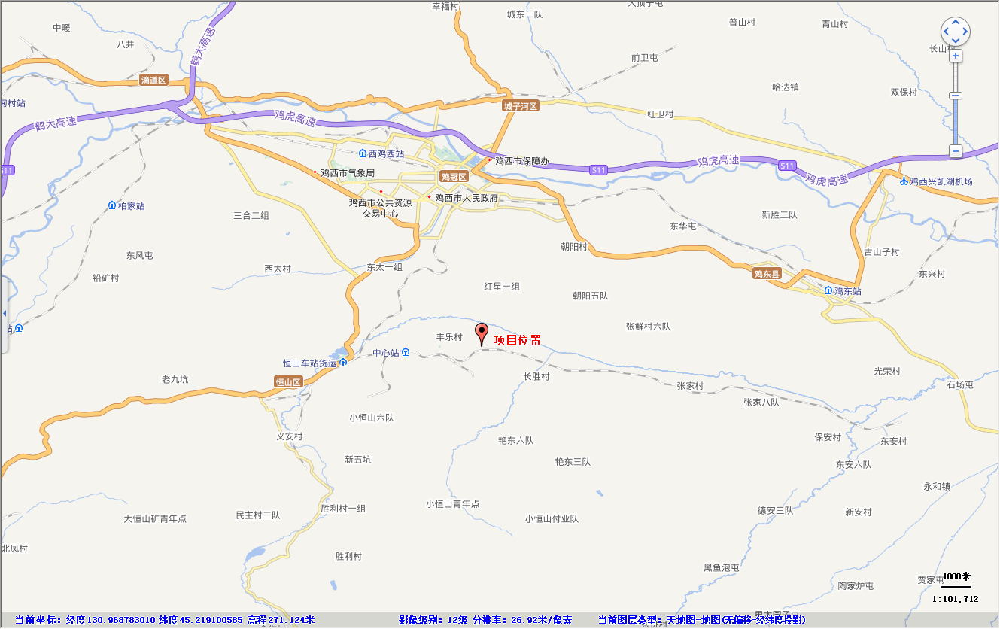 幸福村
城东一队
大顶子屯
普山村
青山村
中暖
八井
鹤大高速
长山村
前卫屯
滴道区
哈达镇
双保村
城子河区
红卫村
鹤大高速
鸡虎高速
西鸡西站
鸡西市保障办
鸡虎高速
S11
S11
鸡虎高速
鸡西市气象局
鸡冠区
鸡西兴凯湖机场
鸡西市公共资源
交易中心
鸡西市人民政府
柏家站
三合二组
新胜二队
东华屯
朝阳村
东风屯
古山子村
铅矿村
西太村
东太一组
鸡东县
东兴村
红星一组
朝阳五队
鸡东站
张鲜村六队
丰乐村
项目位置
中心站
恒山车站货运
恒山区
老九坑
长胜村
张家村
光荣村
石场屯
张家八队
小恒山六队
义安村
艳东六队
保安村
东安村
新五坑
艳东三队
东安六队
永和镇
胜利村一组
小恒山青年点
德安三队
新安村
大恒山矿青年点
民主村二队
小恒山付业队
北凤村
胜利村
黑鱼泡屯
陶家炉屯
贾家屯
1000米
1:101,712
当前坐标：经度130.968783010 纬度45.219100585 高程271.124米
影像级别：12级 分辨率：26.92米/像素
当前图层类型：天地图-地图(无偏移-经纬度投影)